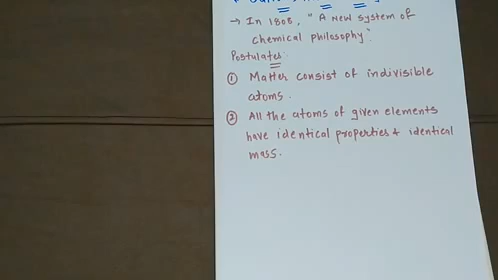 → In 1808, "A new system of
chemical philosophy".
Postulates:
① Matter consist of indivisible
atoms.
② All the atoms of given elements
have identical properties & identical
mass.